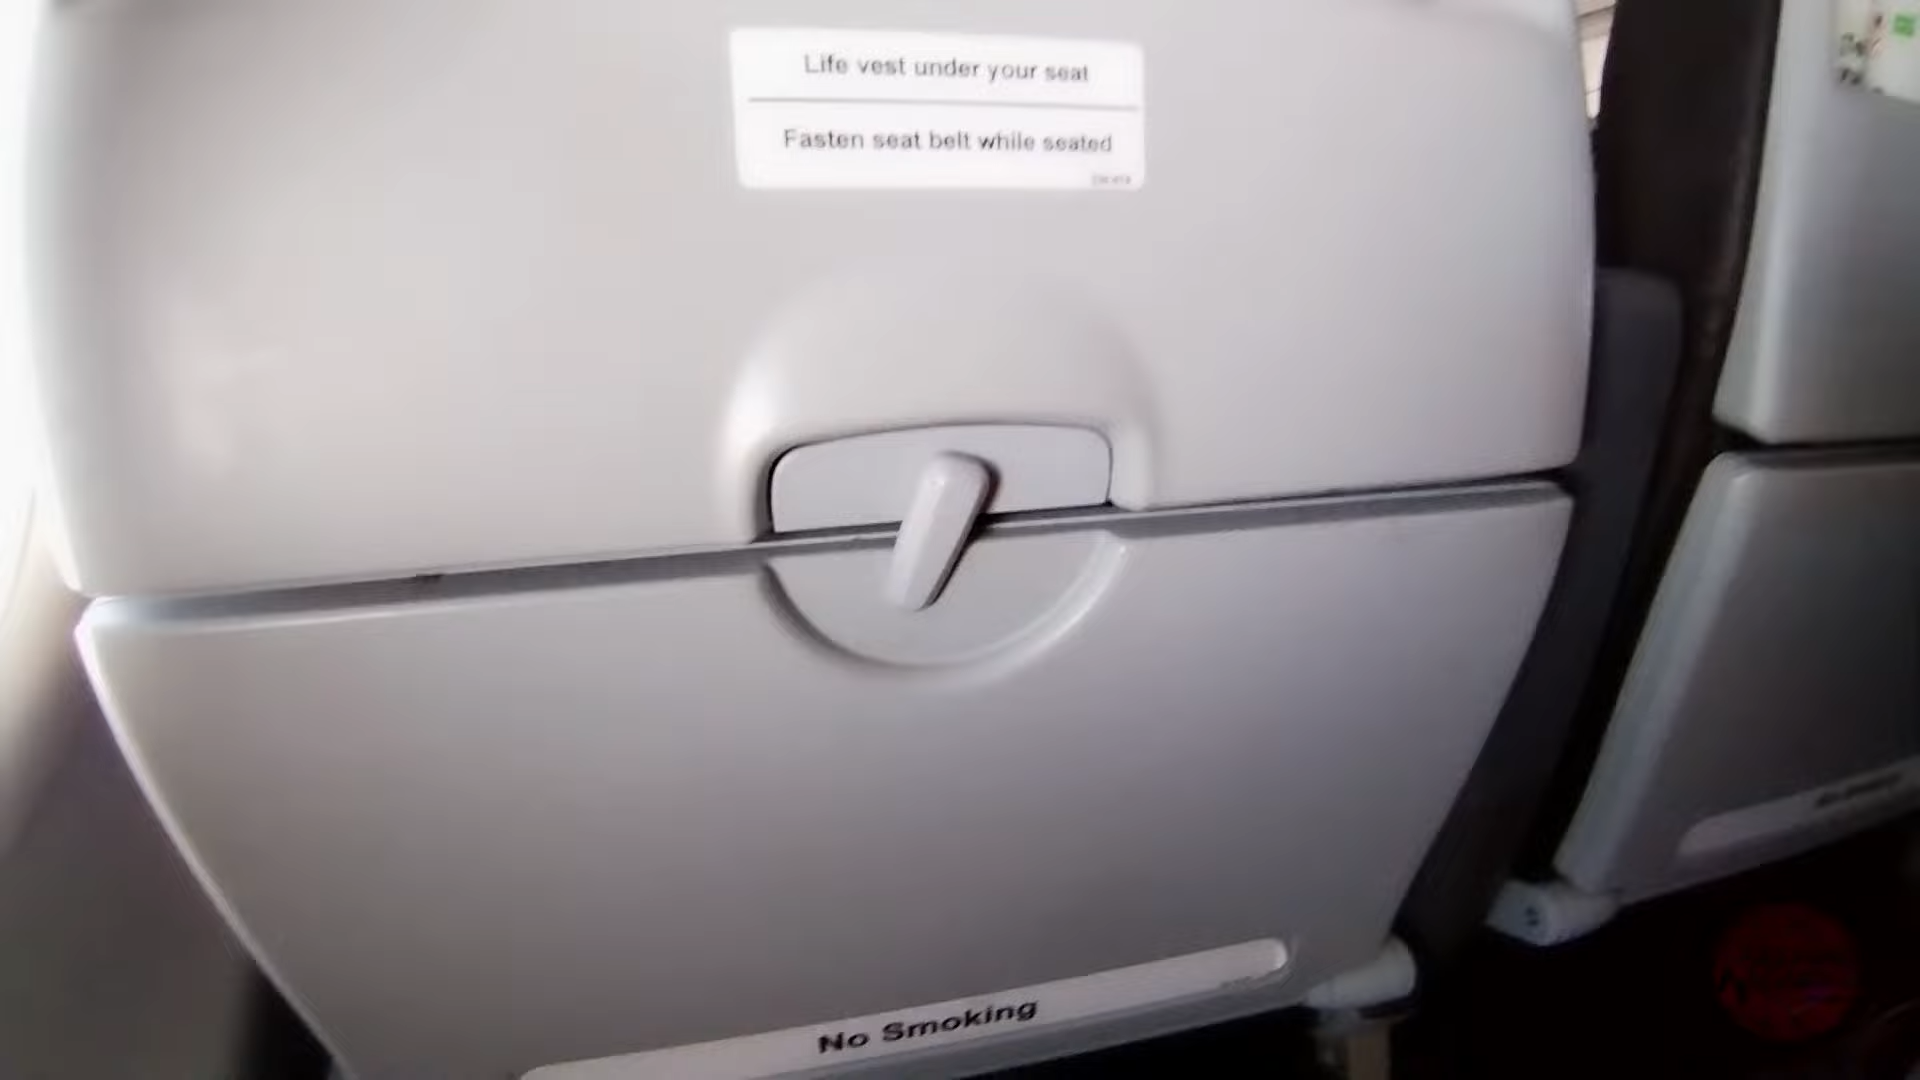 Life vest under your seat
Fasten seat belt while seated
No Smoking